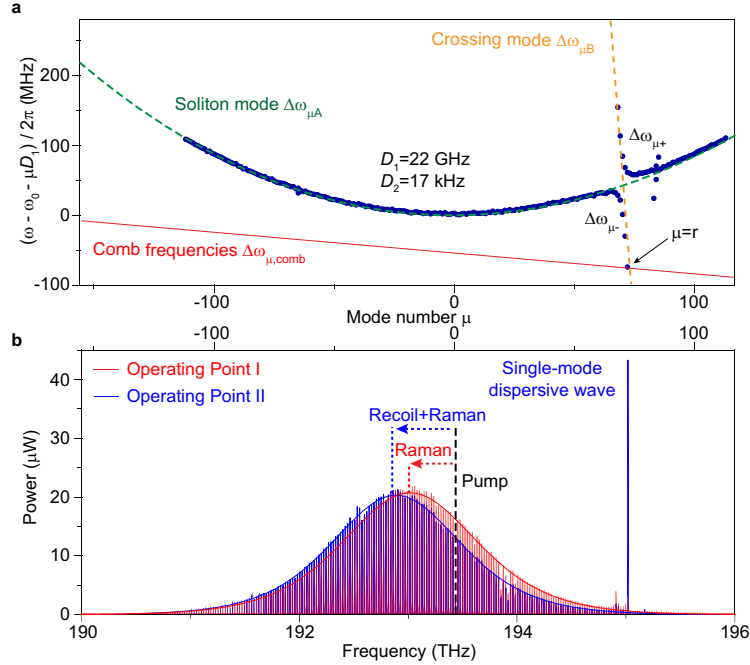 a
(ω - ω₀ - μD₁) / 2π (MHz)
200
100
0
-100
Crossing mode Δω_μB
Soliton mode Δω_μA
D₁=22 GHz
D₂=17 kHz
Δω_μ+
Δω_μ-
μ=r
Comb frequencies Δω_μ,comb
-100 0 100
Mode number μ
-100 0 100
b
Power (μW)
40
30
20
10
0
Operating Point I
Operating Point II
Single-mode
dispersive wave
Recoil+Raman
Raman
Pump
190 192 194 196
Frequency (THz)